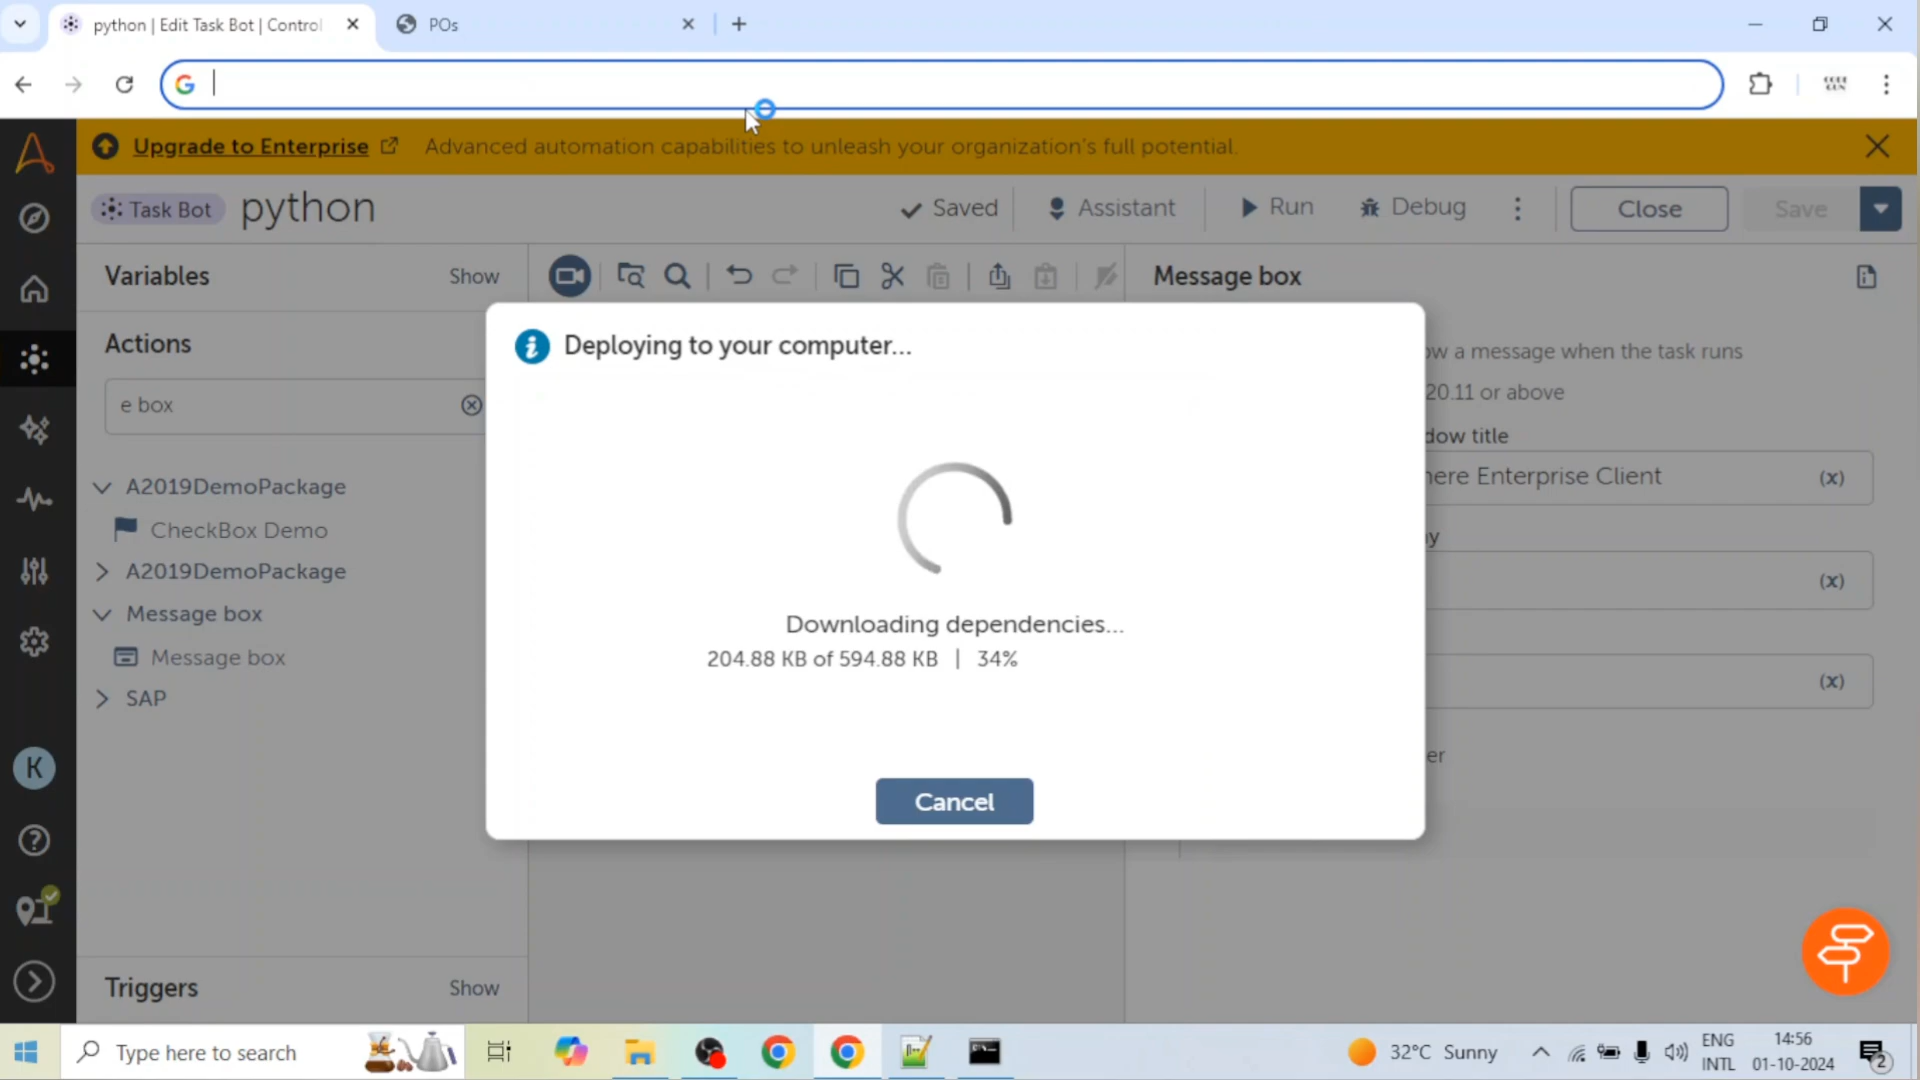 python | Edit Task Bot | Control
POs
Upgrade to Enterprise
Advanced automation capabilities to unleash your organization's full potential.
Task Bot
python
Saved
Assistant
Run
Debug
Close
Save
Variables
Show
Message box
Actions
Deploying to your computer...
w a message when the task runs
e box
20.11 or above
dow title
A2019DemoPackage
here Enterprise Client
(x)
CheckBox Demo
y
A2019DemoPackage
(x)
Message box
Downloading dependencies...
Message box
204.88 KB of 594.88 KB | 34%
(x)
SAP
er
K
Cancel
Triggers
Show
Type here to search
32°C Sunny
ENG
INTL
14:56
01-10-2024
2